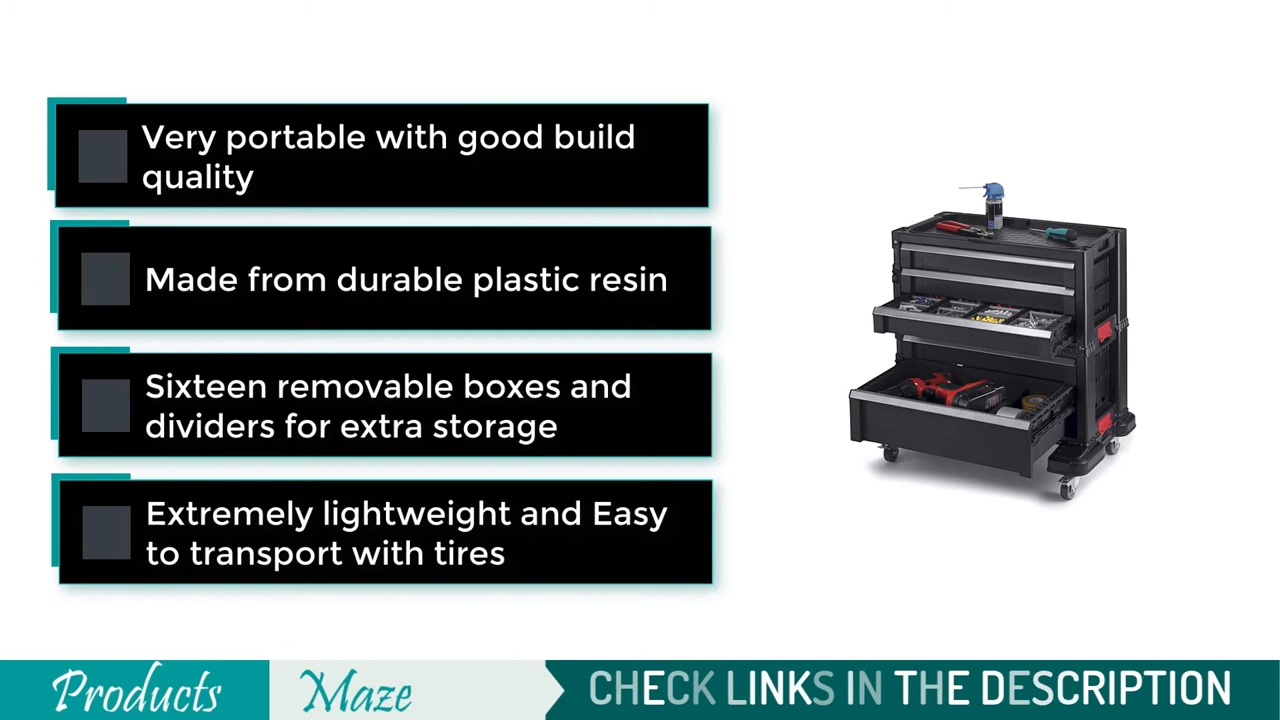 Very portable with good build
quality
Made from durable plastic resin
Sixteen removable boxes and
dividers for extra storage
Extremely lightweight and Easy
to transport with tires
Products Maze
CHECK LINKS IN THE DESCRIPTION